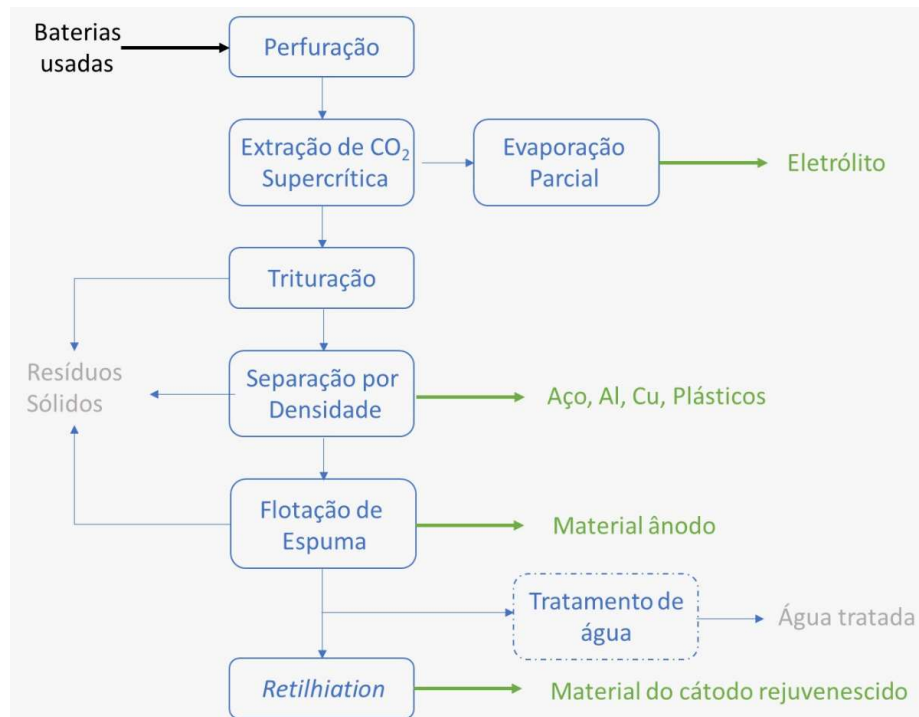 Baterias
usadas
Perfuração
Extração de CO₂
Supercrítica
Evaporação
Parcial
Eletrólito
Trituração
Resíduos
Sólidos
Separação por
Densidade
Aço, Al, Cu, Plásticos
Flotação de
Espuma
Material ânodo
Tratamento de
água
Água tratada
Retilhiation
Material do cátodo rejuvenescido